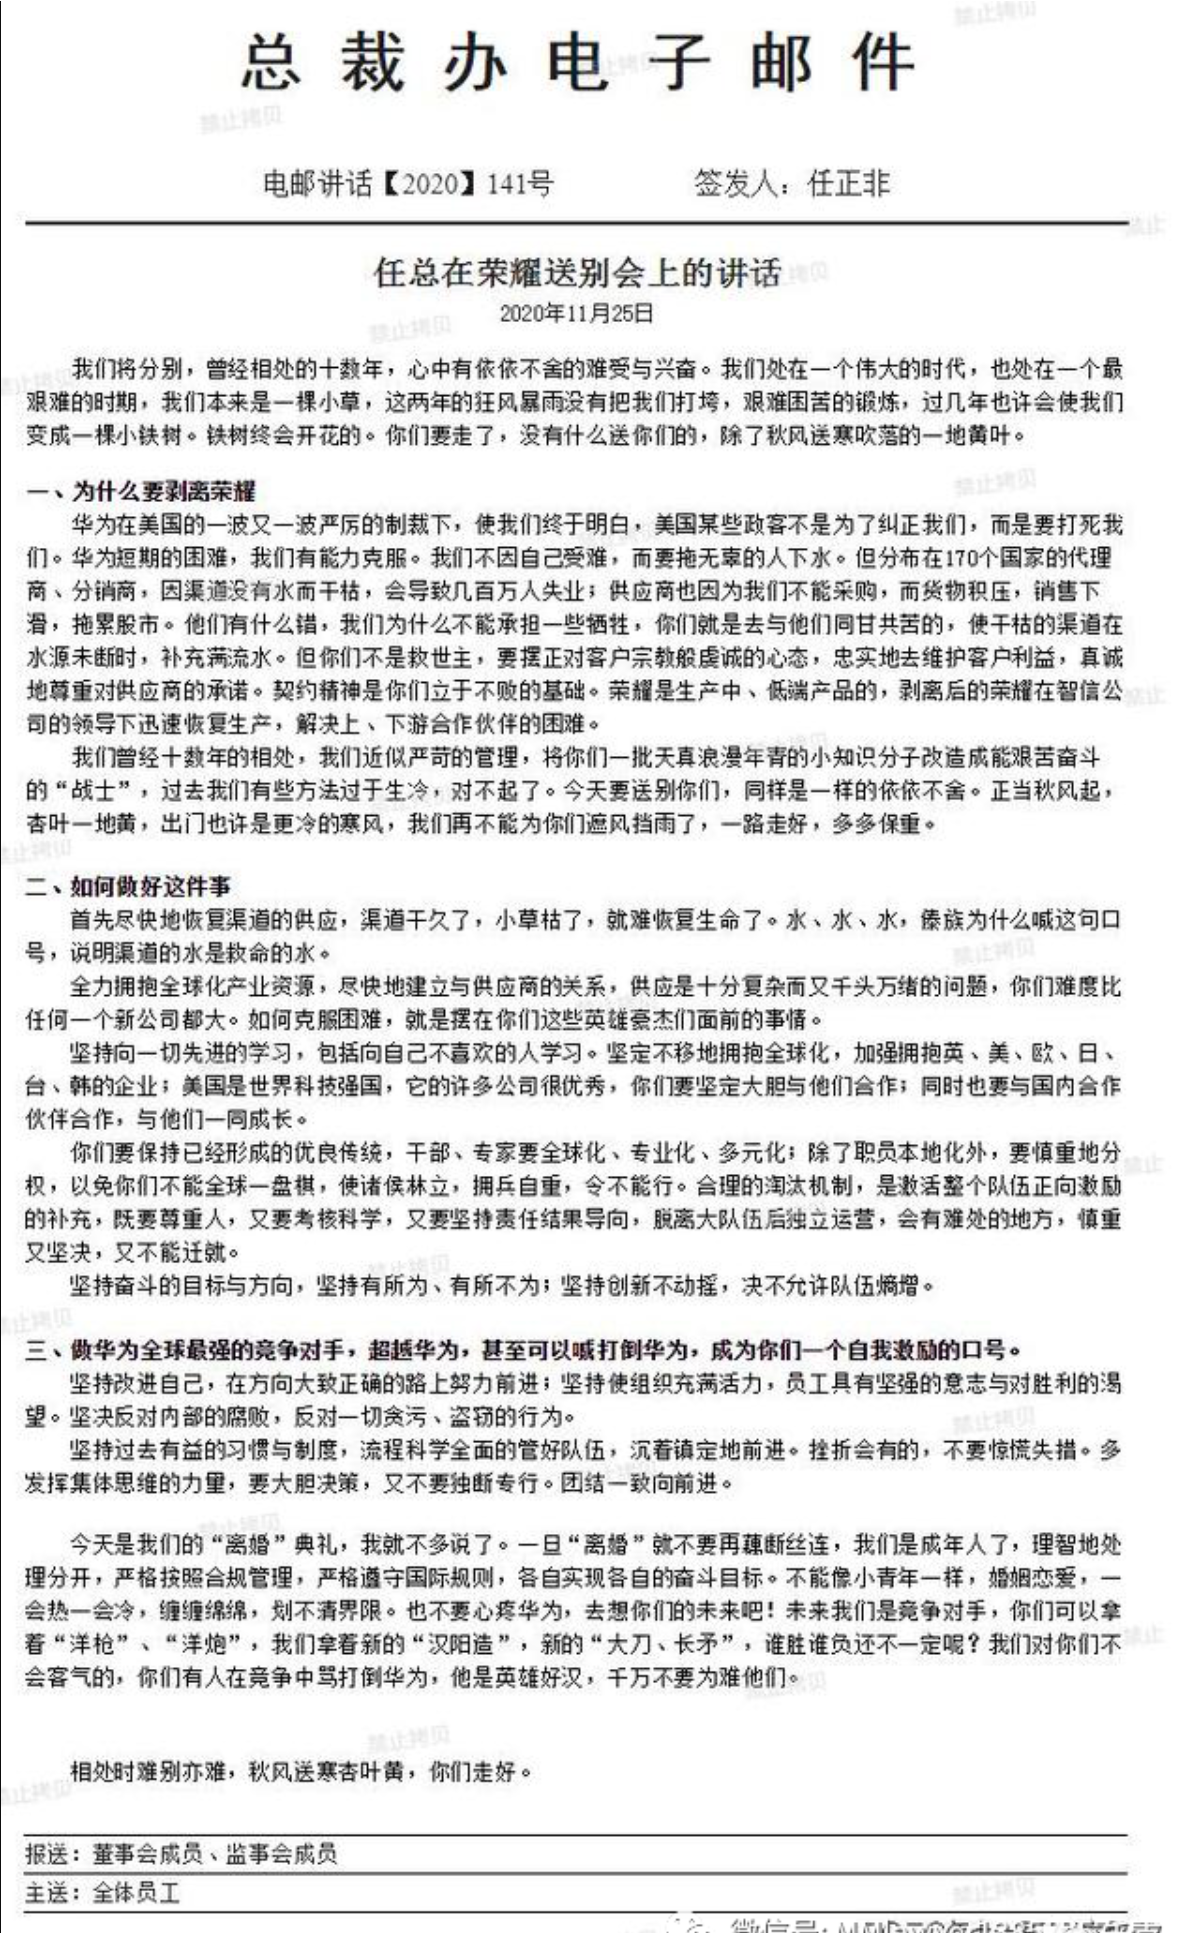 总裁办电子邮件
电邮讲话【2020】141号 签发人：任正非
任总在荣耀送别会上的讲话
2020年11月25日
我们将分别，曾经相处的十数年，心中有依依不舍的难受与兴奋。我们处在一个伟大的时代，也处在一个最
艰难的时期，我们本来是一棵小草，这两年的狂风暴雨没有把我们打垮，艰难困苦的锻炼，过几年也许会使我们
变成一棵小铁树。铁树终会开花的。你们要走了，没有什么送你们的，除了秋风送寒吹落的一地黄叶。
一、为什么要剥离荣耀
华为在美国的一波又一波严厉的制裁下，使我们终于明白，美国某些政客不是为了纠正我们，而是要打死我
们。华为短期的困难，我们有能力克服。我们不因自己受难，而要拖无辜的人下水。但分布在170个国家的代理
商、分销商，因渠道没有水而干枯，会导致几百万人失业；供应商也因为我们不能采购，而货物积压，销售下
滑，拖累股市。他们有什么错，我们为什么不能承担一些牺牲，你们就是去与他们同甘共苦的，使干枯的渠道在
水源未断时，补充满流水。但你们不是救世主，要摆正对客户宗教般虔诚的心态，忠实地去维护客户利益，真诚
地尊重对供应商的承诺。契约精神是你们立于不败的基础。荣耀是生产中、低端产品的，剥离后的荣耀在智信公
司的领导下迅速恢复生产，解决上、下游合作伙伴的困难。
我们曾经十数年的相处，我们近似严苛的管理，将你们一批天真浪漫年青的小知识分子改造成能艰苦奋斗
的“战士”，过去我们有些方法过于生冷，对不起了。今天要送别你们，同样是一样的依依不舍。正当秋风起，
杏叶一地黄，出门也许是更冷的寒风，我们再不能为你们遮风挡雨了，一路走好，多多保重。
二、如何做好这件事
首先尽快地恢复渠道的供应，渠道干久了，小草枯了，就难恢复生命了。水、水、水，傣族为什么喊这句口
号，说明渠道的水是救命的水。
全力拥抱全球化产业资源，尽快地建立与供应商的关系，供应是十分复杂而又千头万绪的问题，你们难度比
任何一个新公司都大。如何克服困难，就是摆在你们这些英雄豪杰们面前的事情。
坚持向一切先进的学习，包括向自己不喜欢的人学习。坚定不移地拥抱全球化，加强拥抱英、美、欧、日、
台、韩的企业；美国是世界科技强国，它的许多公司很优秀，你们要坚定大胆与他们合作；同时也要与国内合作
伙伴合作，与他们一同成长。
你们要保持已经形成的优良传统，干部、专家要全球化、专业化、多元化；除了职员本地化外，要慎重地分
权，以免你们不能全球一盘棋，使诸侯林立，拥兵自重，令不能行。合理的淘汰机制，是激活整个队伍正向激励
的补充，既要尊重人，又要考核科学，又要坚持责任结果导向，脱离大队伍后独立运营，会有难处的地方，慎重
又坚决，又不能迁就。
坚持奋斗的目标与方向，坚持有所为、有所不为；坚持创新不动摇，决不允许队伍熵增。
三、做华为全球最强的竞争对手，超越华为，甚至可以喊打倒华为，成为你们一个自我激励的口号。
坚持改进自己，在方向大致正确的路上努力前进；坚持使组织充满活力，员工具有坚强的意志与对胜利的渴
望。坚决反对内部的腐败，反对一切贪污、盗窃的行为。
坚持过去有益的习惯与制度，流程科学全面的管好队伍，沉着镇定地前进。挫折会有的，不要惊慌失措。多
发挥集体思维的力量，要大胆决策，又不要独断专行。团结一致向前进。
今天是我们的“离婚”典礼，我就不多说了。一旦“离婚”就不要再藕断丝连，我们是成年人了，理智地处
理分开，严格按照合规管理，严格遵守国际规则，各自实现各自的奋斗目标。不能像小青年一样，婚姻恋爱，一
会热一会冷，缠缠绵绵，划不清界限。也不要心疼华为，去想你们的未来吧！未来我们是竞争对手，你们可以拿
着“洋枪”、“洋炮”，我们拿着新的“汉阳造”，新的“大刀、长矛”，谁胜谁负还不一定呢？我们对你们不
会客气的，你们有人在竞争中骂打倒华为，他是英雄好汉，千万不要为难他们。
相处时难别亦难，秋风送寒杏叶黄，你们走好。
报送：董事会成员、监事会成员
主送：全体员工
禁止拷贝